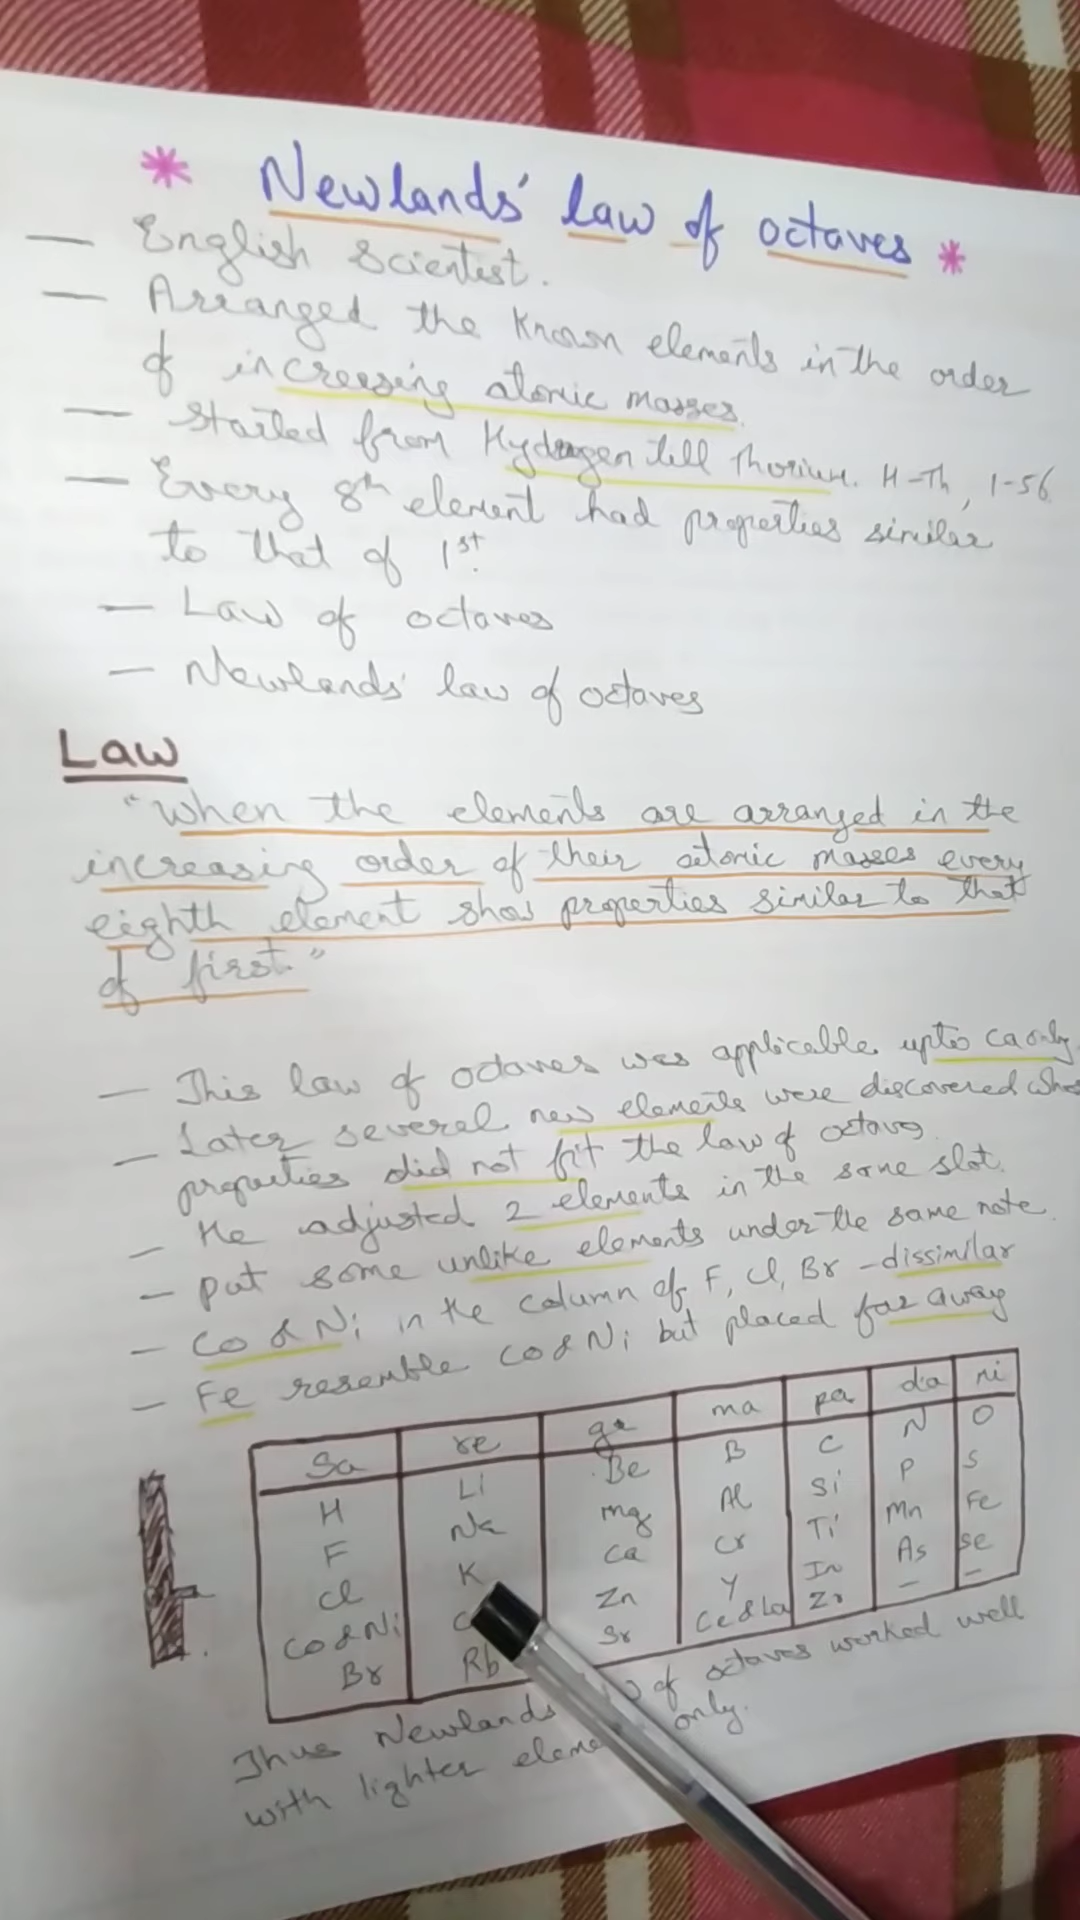 * Newlands' law of octaves *
— English scientist.
— Arranged the known elements in the order
of increasing atomic masses.
— started from Hydrogen till Thorium. H-Th, 1-56
— Every 8th element had properties similar
to that of 1st.
— Law of octaves
— Newlands' law of octaves
Law
"When the elements are arranged in the
increasing order of their atomic masses every
eighth element show properties similar to that
of first."
— This law of octaves was applicable upto Ca only
— Later several new elements were discovered
properties did not fit the law of octavs
— He adjusted 2 elements in the same slot.
— put some unlike elements under the same note.
— Co & Ni in the column of F, Cl, Br - dissimilar
— Fe resemble Co & Ni but placed far away
Sa re ga ma pa da ni
H Li Be B C N O
F Na Mg Al Si P S
Cl K Ca Cr Ti Mn Fe
Co & Ni Zn Y In As Se
Br Rb Sr Ce & La Zr – –
Thus Newlands of octaves worked well
with lighter only.